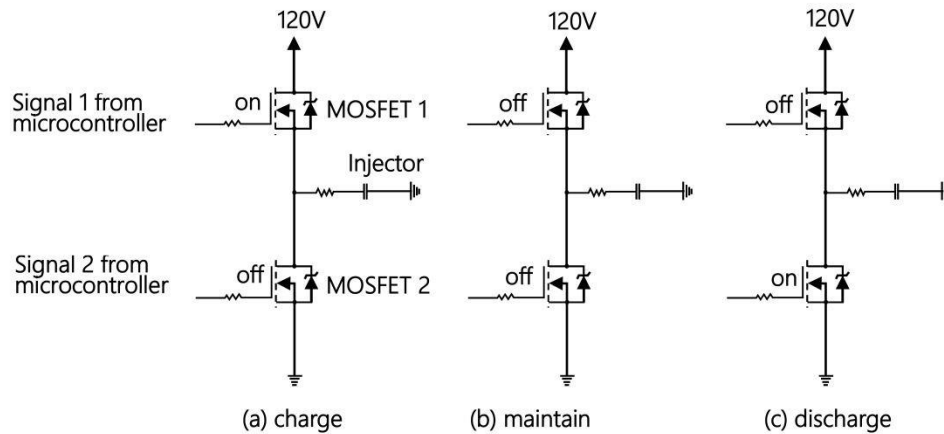 120V 120V 120V
Signal 1 from on MOSFET 1 off off
microcontroller
Injector
Signal 2 from off MOSFET 2 off on
microcontroller
(a) charge (b) maintain (c) discharge